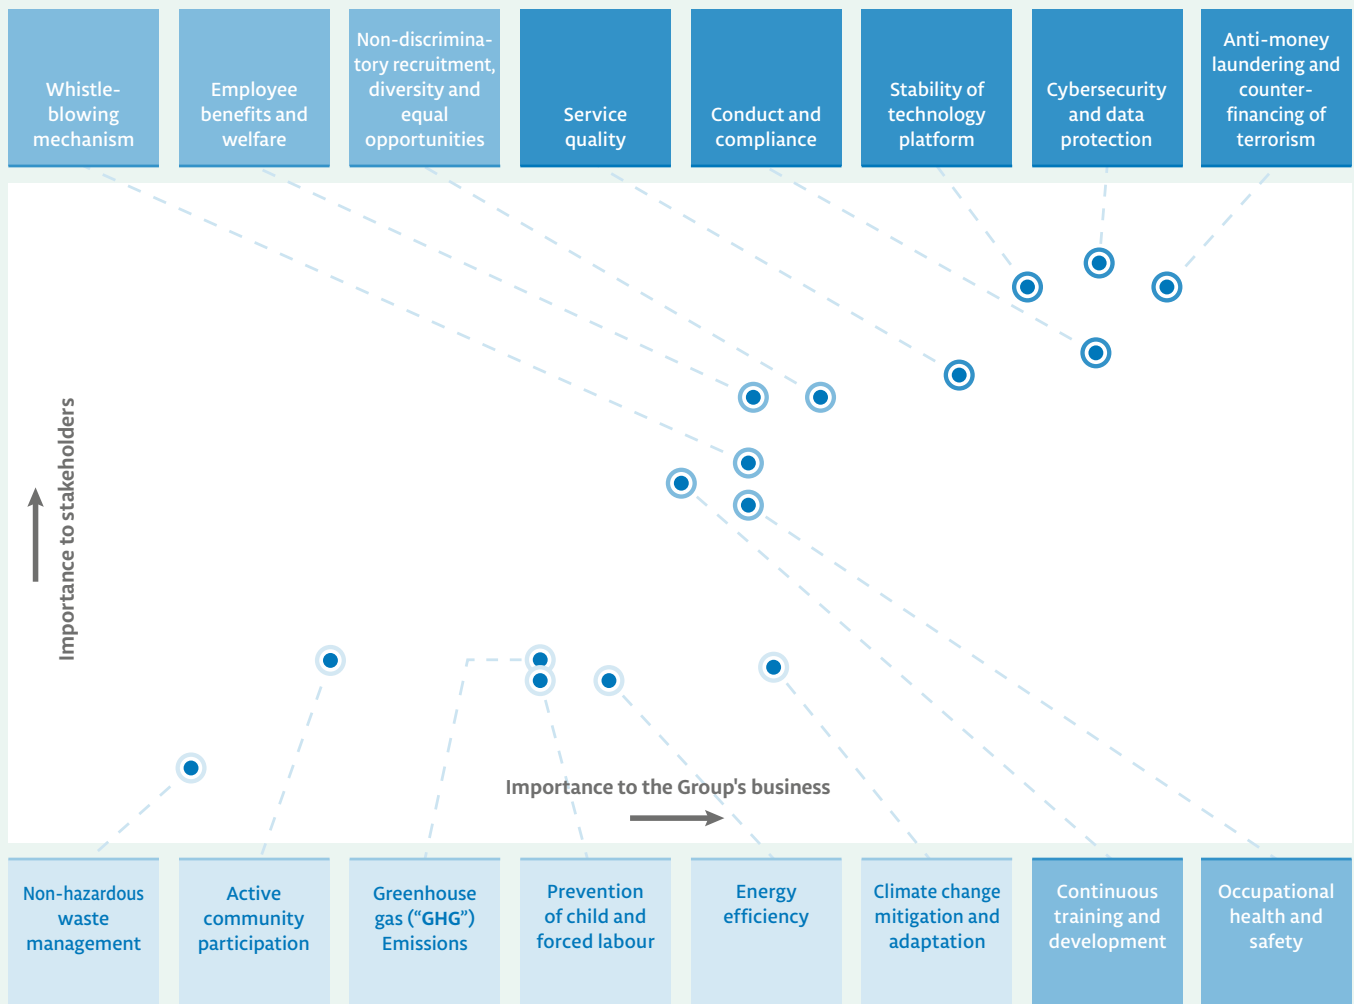 Whistle-
blowing
mechanism
Employee
benefits and
welfare
Non-discrimina-
tory recruitment,
diversity and
equal
opportunities
Service
quality
Conduct and
compliance
Stability of
technology
platform
Cybersecurity
and data
protection
Anti-money
laundering and
counter-
financing of
terrorism
Importance to stakeholders
Importance to the Group's business
Non-hazardous
waste
management
Active
community
participation
Greenhouse
gas (“GHG”)
Emissions
Prevention
of child and
forced labour
Energy
efficiency
Climate change
mitigation and
adaptation
Continuous
training and
development
Occupational
health and
safety